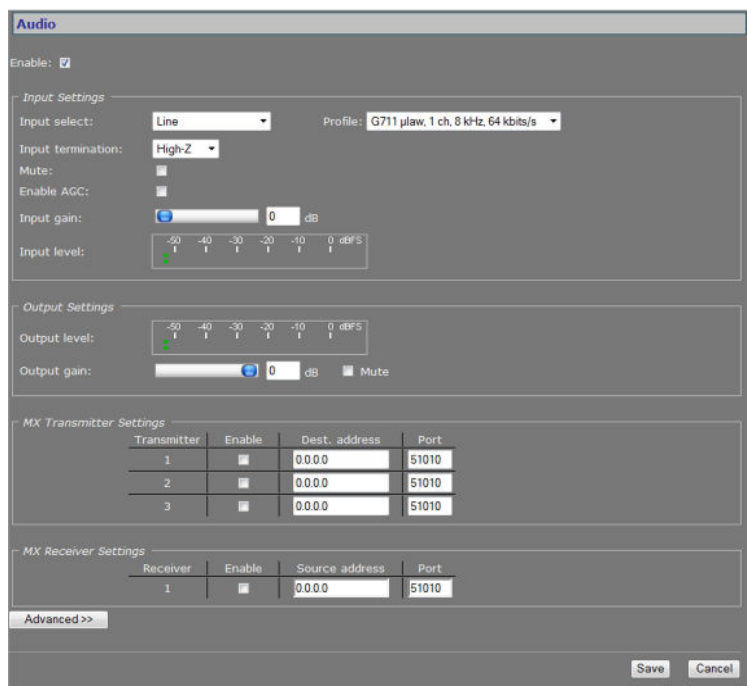 Audio
Enable:
Input Settings
Input select: Line Profile: G711 µlaw, 1 ch, 8 kHz, 64 kbits/s
Input termination: High-Z
Mute:
Enable AGC:
Input gain: 0 dB
-50 -40 -30 -20 -10 0 dBFS
Input level:
Output Settings
-50 -40 -30 -20 -10 0 dBFS
Output level:
Output gain: 0 dB Mute
MX Transmitter Settings
Transmitter Enable Dest. address Port
1 0.0.0.0 51010
2 0.0.0.0 51010
3 0.0.0.0 51010
MX Receiver Settings
Receiver Enable Source address Port
1 0.0.0.0 51010
Advanced >>
Save Cancel